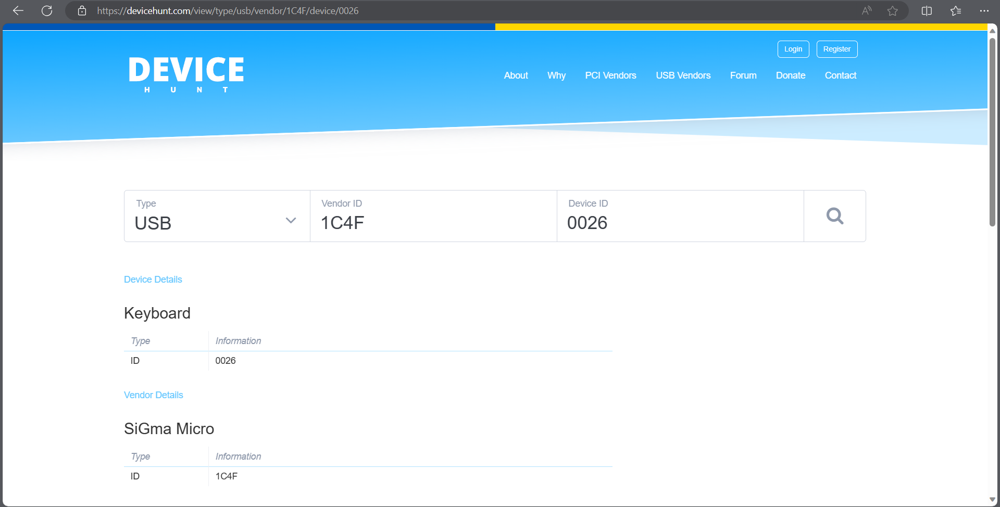 https://devicehunt.com/view/type/usb/vendor/1C4F/device/0026
Login Register
DEVICE
HUNT
About Why PCI Vendors USB Vendors Forum Donate Contact
Type Vendor ID Device ID
USB 1C4F 0026
Device Details
Keyboard
Type Information
ID 0026
Vendor Details
SiGma Micro
Type Information
ID 1C4F